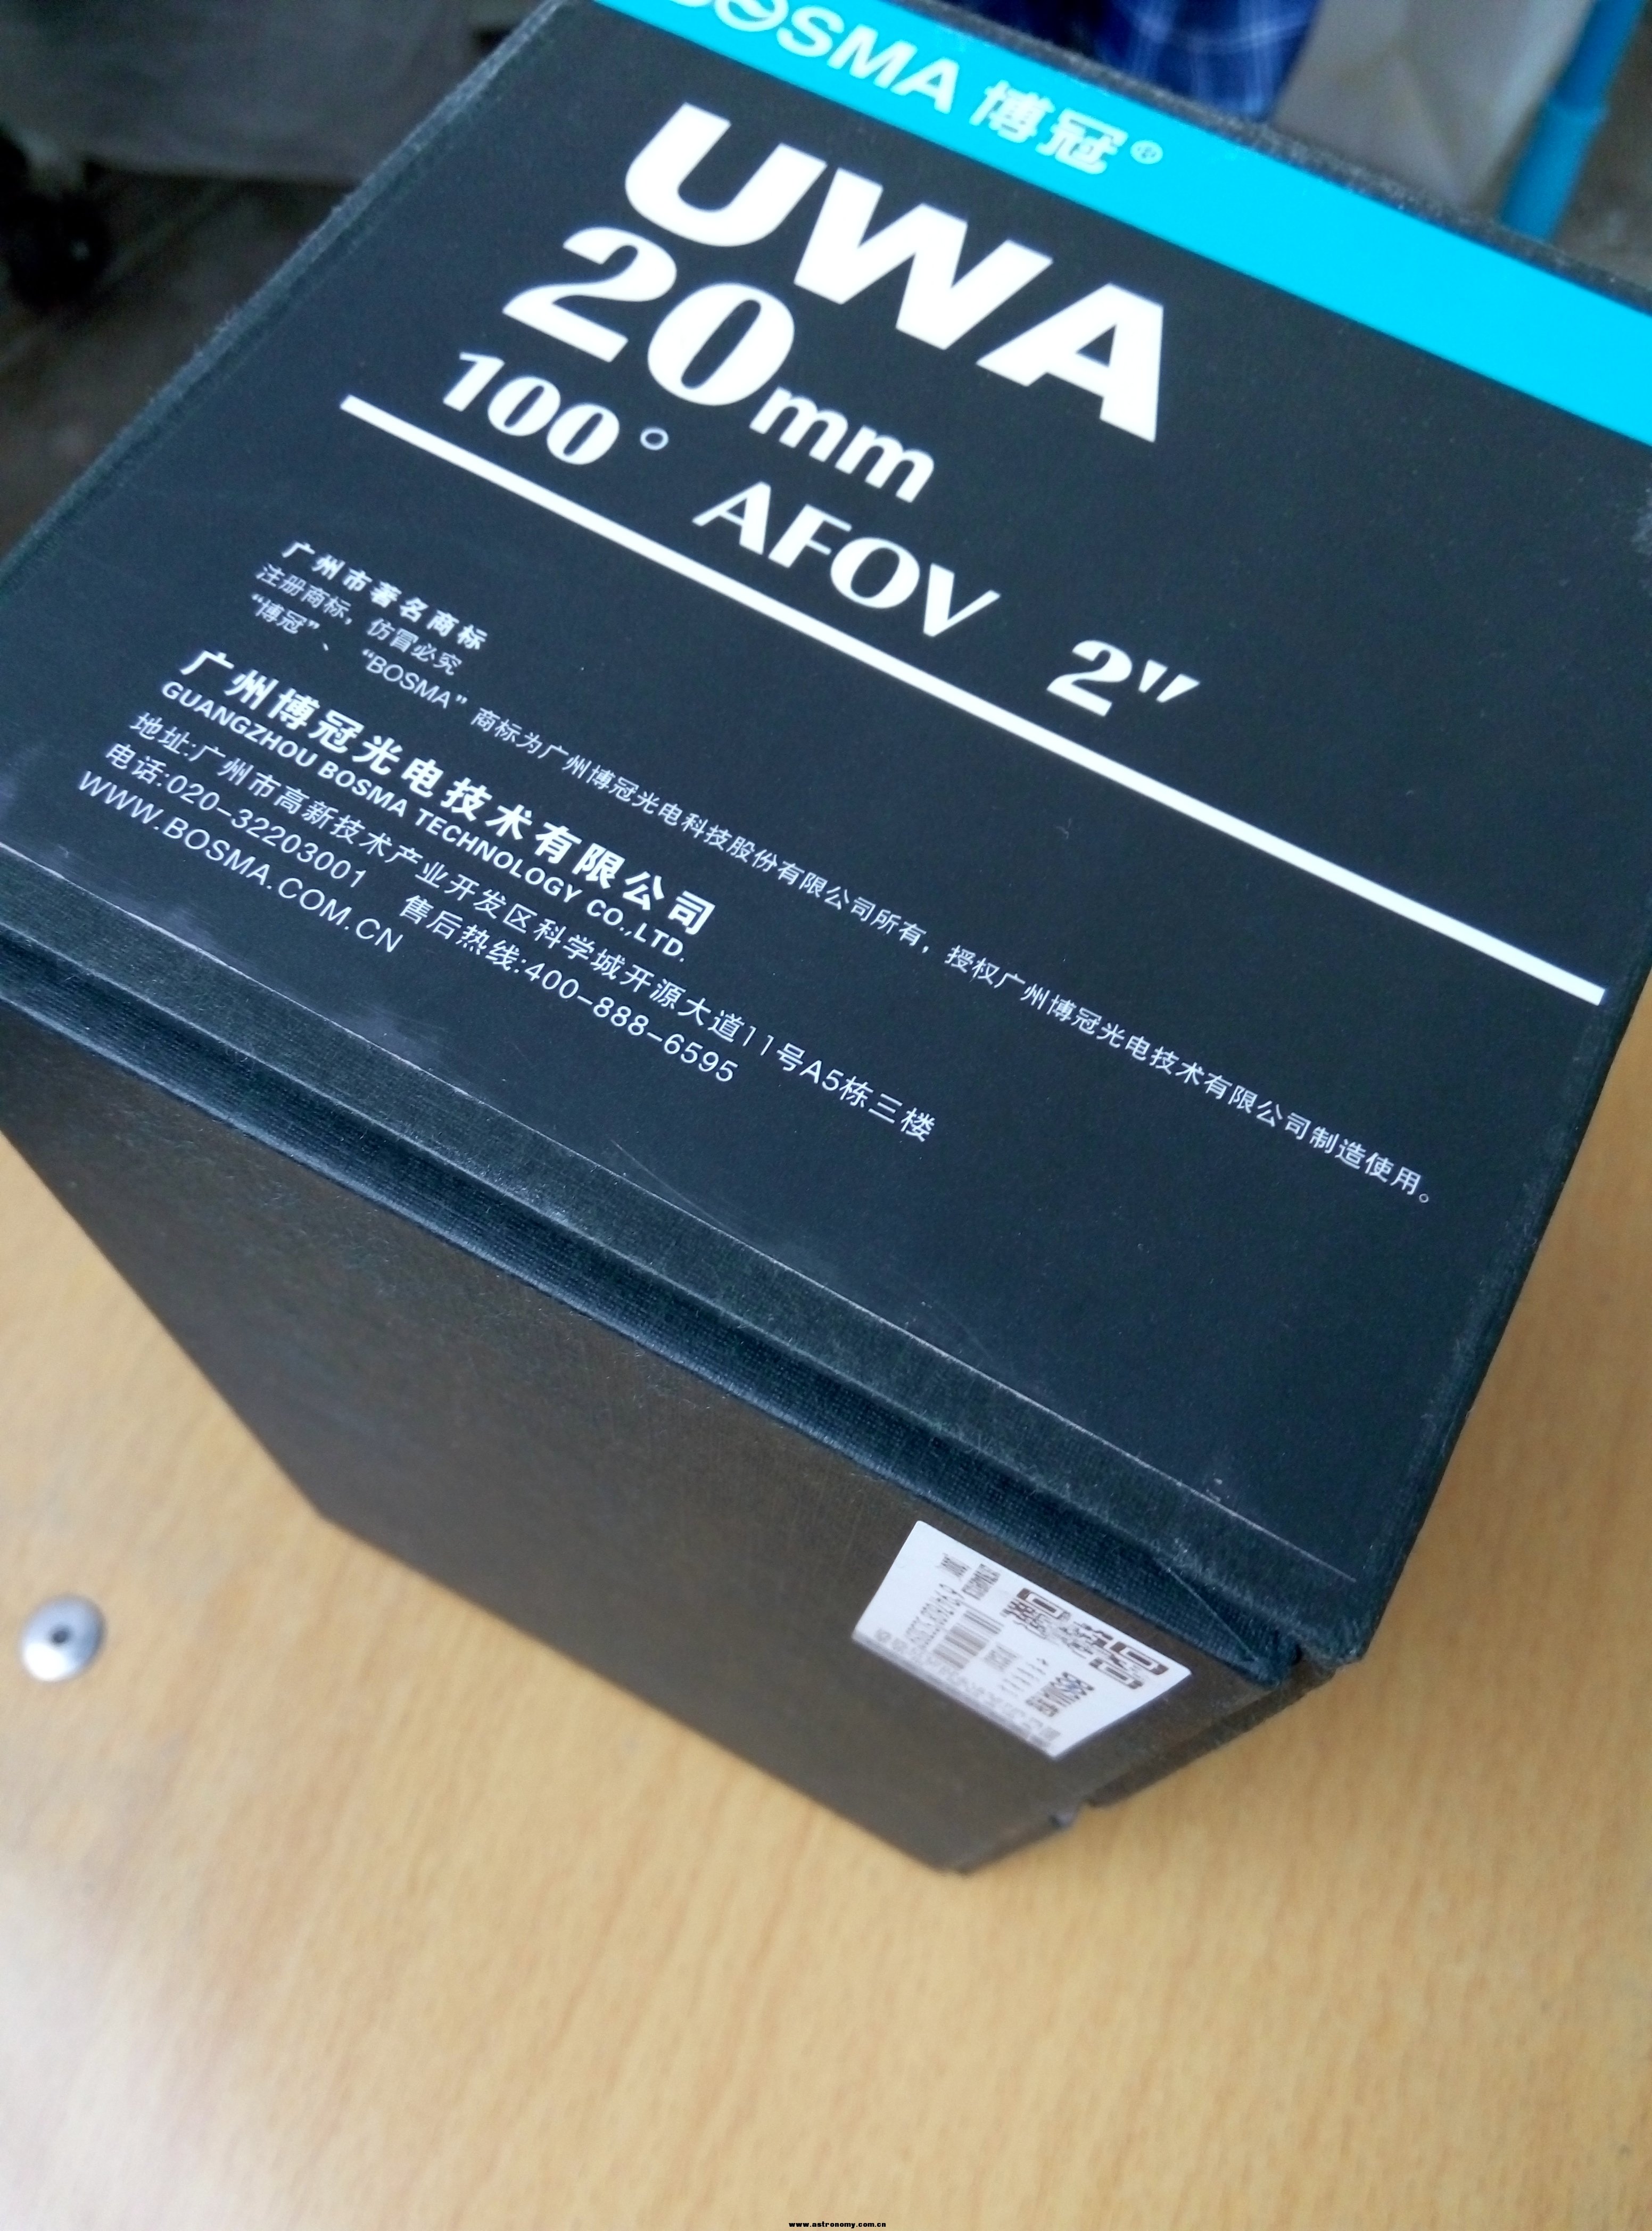 BOSMA 博冠®
UWA
20mm
100° AFOV 2"
广州市著名商标
注册商标，仿冒必究
“博冠”、“BOSMA”商标为广州博冠光电科技股份有限公司所有，授权广州博冠光电技术有限公司制造使用。
广州博冠光电技术有限公司
GUANGZHOU BOSMA TECHNOLOGY CO.,LTD.
地址:广州市高新技术产业开发区科学城开源大道11号A5栋三楼
电话:020-32203001 售后热线:400-888-6595
WWW.BOSMA.COM.CN
www.astronomy.com.cn